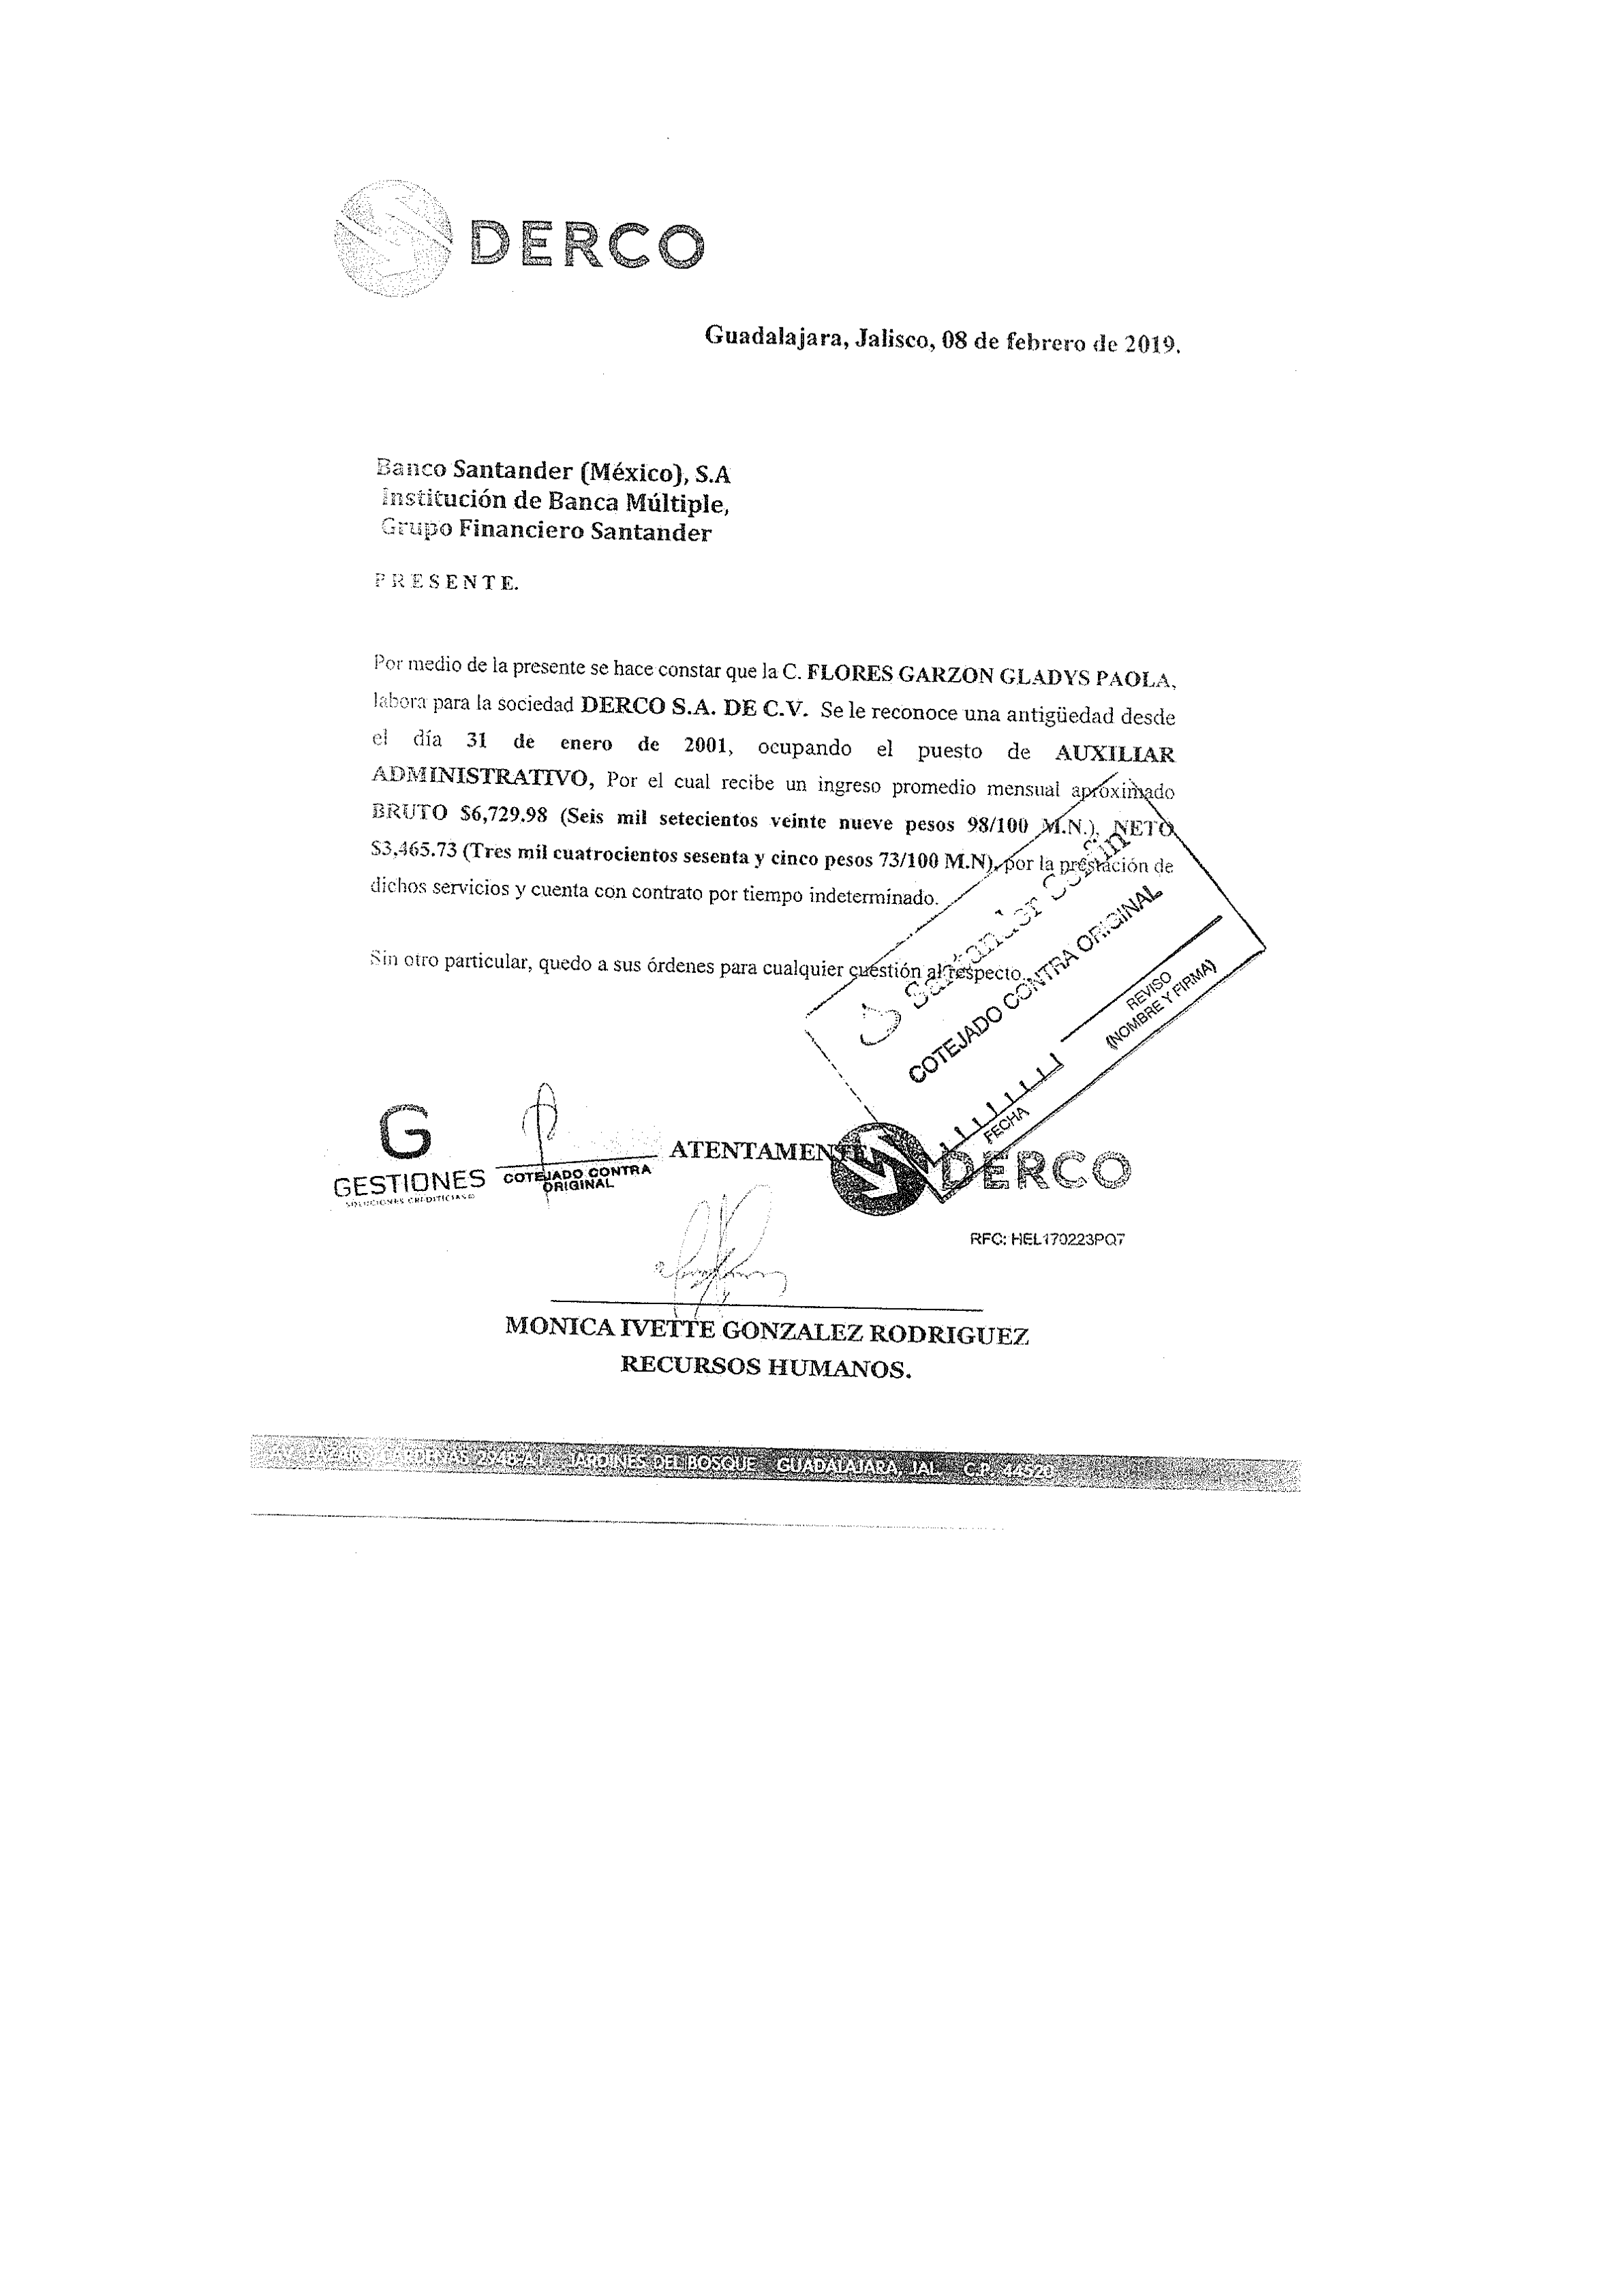 DERCO
Guadalajara, Jalisco, 08 de febrero de 2019.
Banco Santander (México), S.A
Institución de Banca Múltiple,
Grupo Financiero Santander
P R E S E N T E.
Por medio de la presente se hace constar que la C. FLORES GARZON GLADYS PAOLA,
labora para la sociedad DERCO S.A. DE C.V. Se le reconoce una antigüedad desde
el día 31 de enero de 2001, ocupando el puesto de AUXILIAR
ADMINISTRATIVO, Por el cual recibe un ingreso promedio mensual aproximado
BRUTO $6,729.98 (Seis mil setecientos veinte nueve pesos 98/100 M.N.), NETO
$3,465.73 (Tres mil cuatrocientos sesenta y cinco pesos 73/100 M.N), por la prestación de
dichos servicios y cuenta con contrato por tiempo indeterminado.
Sin otro particular, quedo a sus órdenes para cualquier cuestión al respecto.
Santander
COTEJADO CONTRA ORIGINAL
REVISO
(NOMBRE Y FIRMA)
FECHA
G
GESTIONES
SOLUCIONES CREDITICIAS
COTEJADO CONTRA
ORIGINAL
ATENTAMENTE
DERCO
RFC: HEL170223PQ7
MONICA IVETTE GONZALEZ RODRIGUEZ
RECURSOS HUMANOS.
AV. LAZARO CARDENAS 2948-A1 JARDINES DEL BOSQUE GUADALAJARA, JAL. C.P. 44520